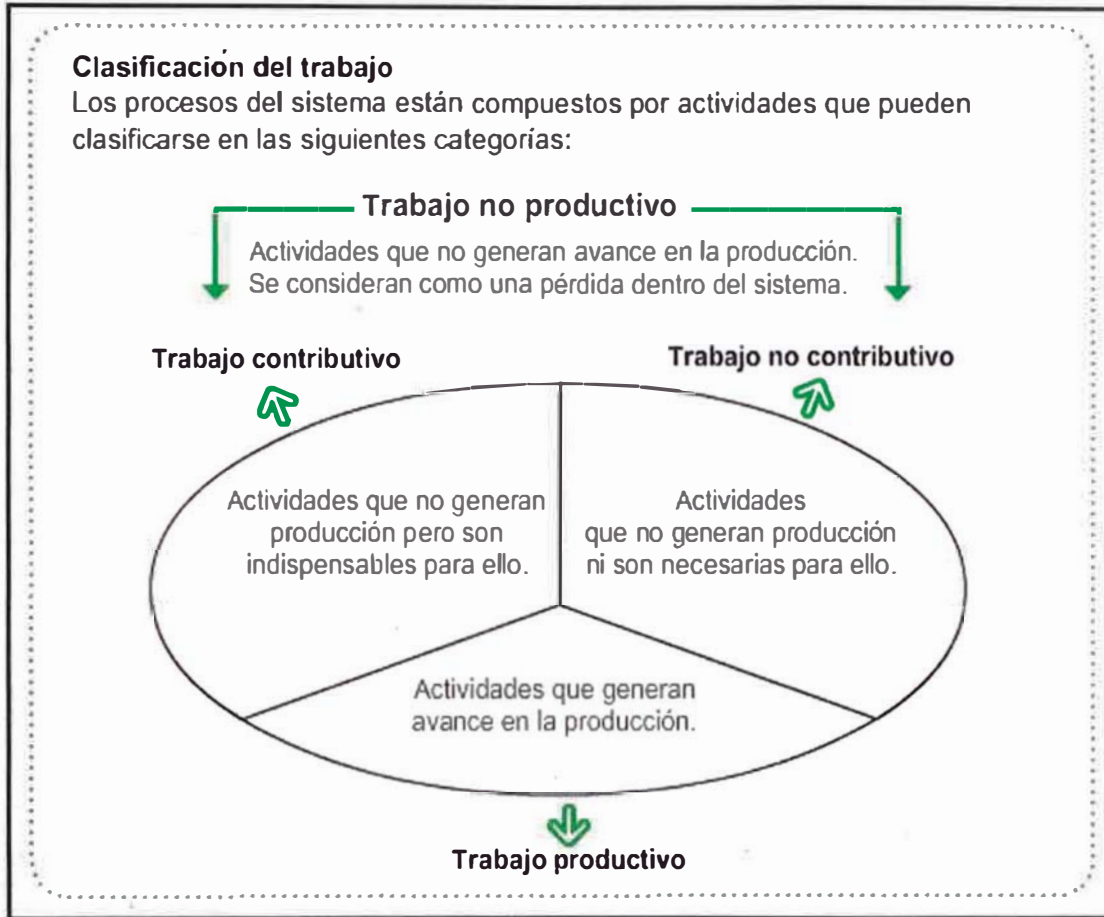 Clasificación del trabajo
Los procesos del sistema están compuestos por actividades que pueden
clasificarse en las siguientes categorías:
Trabajo no productivo
Actividades que no generan avance en la producción.
Se consideran como una pérdida dentro del sistema.
Trabajo contributivo
Trabajo no contributivo
Actividades que no generan
producción pero son
indispensables para ello.
Actividades
que no generan producción
ni son necesarias para ello.
Actividades que generan
avance en la producción.
Trabajo productivo